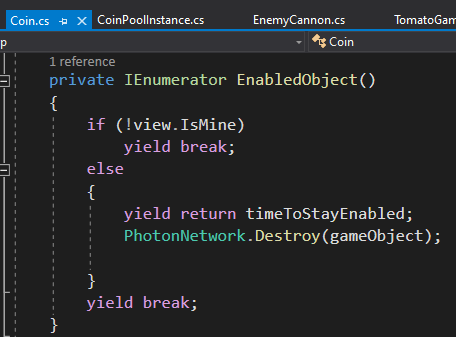 Coin.cs CoinPoolInstance.cs EnemyCannon.cs TomatoGam
p Coin
1 reference
private IEnumerator EnabledObject()
{
if (!view.IsMine)
yield break;
else
{
yield return timeToStayEnabled;
PhotonNetwork.Destroy(gameObject);
}
yield break;
}